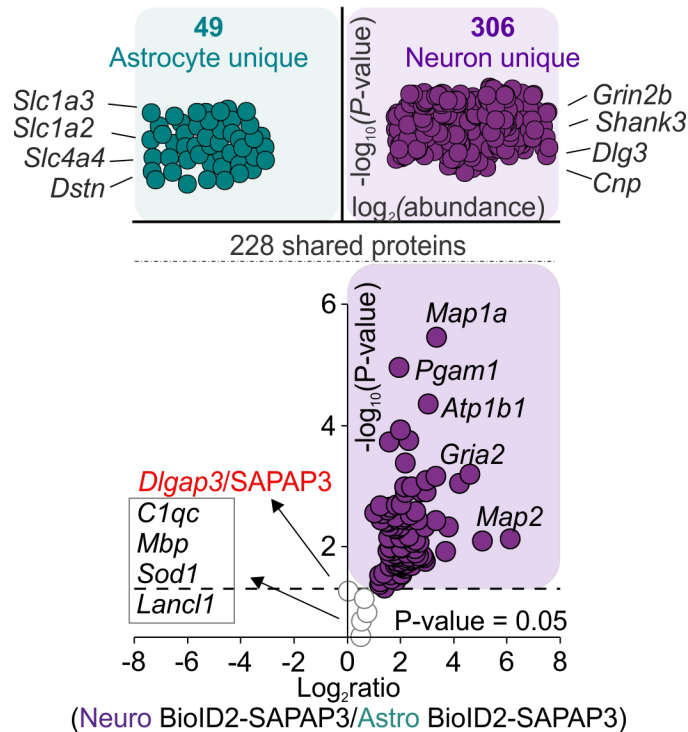 49
Astrocyte unique
306
Neuron unique
-log10(P-value)
log2(abundance)
Slc1a3
Slc1a2
Slc4a4
Dstn
Grin2b
Shank3
Dlg3
Cnp
228 shared proteins
-log10(P-value)
6
4
2
Map1a
Pgam1
Atp1b1
Gria2
Map2
Dlgap3/SAPAP3
C1qc
Mbp
Sod1
Lancl1
P-value = 0.05
-8 -6 -4 -2 0 2 4 6 8
Log2ratio
(Neuro BioID2-SAPAP3/Astro BioID2-SAPAP3)